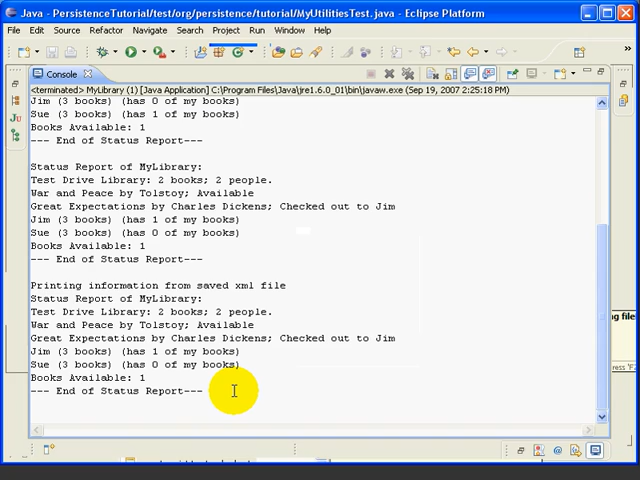 Java - PersistenceTutorial/test/org/persistence/tutorial/MyUtilitiesTest.java - Eclipse Platform
File Edit Source Refactor Navigate Search Project Run Window Help
Console
<terminated> MyLibrary (1) [Java Application] C:\Program Files\Java\jre1.6.0_01\bin\javaw.exe (Sep 19, 2007 2:25:18 PM)
Jim (3 books) (has 0 of my books)
Sue (3 books) (has 0 of my books)
Books Available: 1
--- End of Status Report---
Status Report of MyLibrary:
Test Drive Library: 2 books; 2 people.
War and Peace by Tolstoy; Available
Great Expectations by Charles Dickens; Checked out to Jim
Jim (3 books) (has 1 of my books)
Sue (3 books) (has 0 of my books)
Books Available: 1
--- End of Status Report---
Printing information from saved xml file
Status Report of MyLibrary:
Test Drive Library: 2 books; 2 people.
War and Peace by Tolstoy; Available
Great Expectations by Charles Dickens; Checked out to Jim
Jim (3 books) (has 1 of my books)
Sue (3 books) (has 0 of my books)
Books Available: 1
--- End of Status Report---